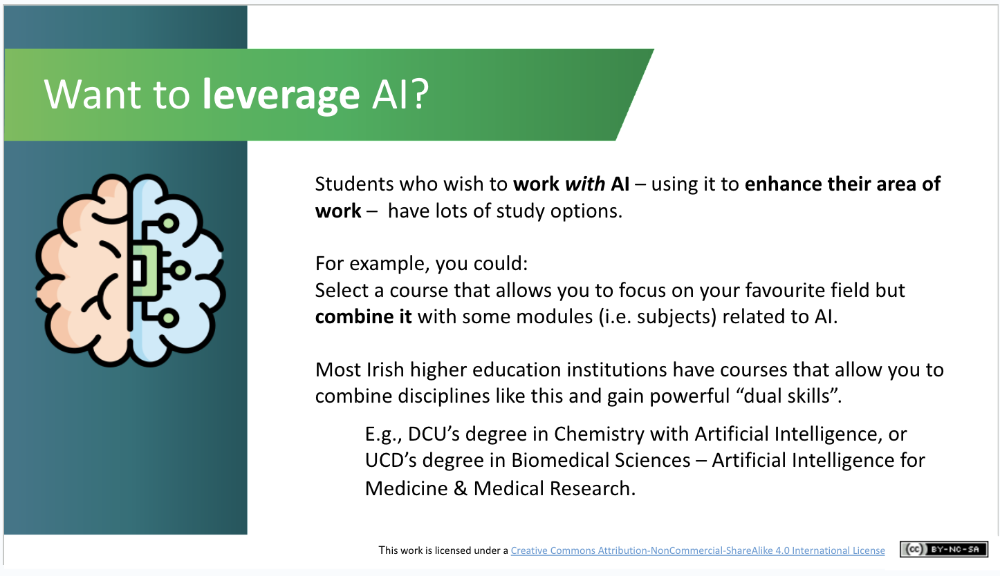 Want to leverage AI?
Students who wish to work with AI – using it to enhance their area of
work –  have lots of study options.
For example, you could:
Select a course that allows you to focus on your favourite field but
combine it with some modules (i.e. subjects) related to AI.
Most Irish higher education institutions have courses that allow you to
combine disciplines like this and gain powerful “dual skills”.
E.g., DCU’s degree in Chemistry with Artificial Intelligence, or
UCD’s degree in Biomedical Sciences – Artificial Intelligence for
Medicine & Medical Research.
This work is licensed under a Creative Commons Attribution-NonCommercial-ShareAlike 4.0 International License
(cc) BY-NC-SA